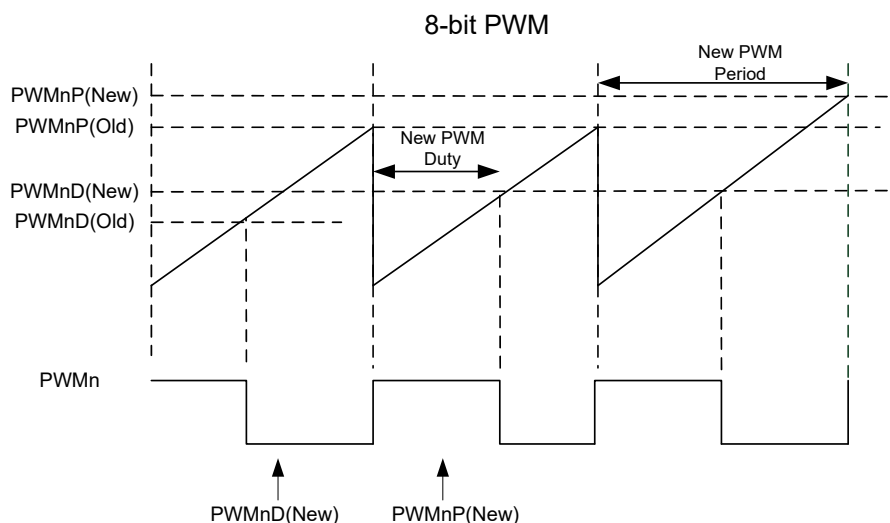 8-bit PWM
New PWM
Period
PWMnP(New)
PWMnP(Old)
New PWM
Duty
PWMnD(New)
PWMnD(Old)
PWMn
PWMnD(New)
PWMnP(New)